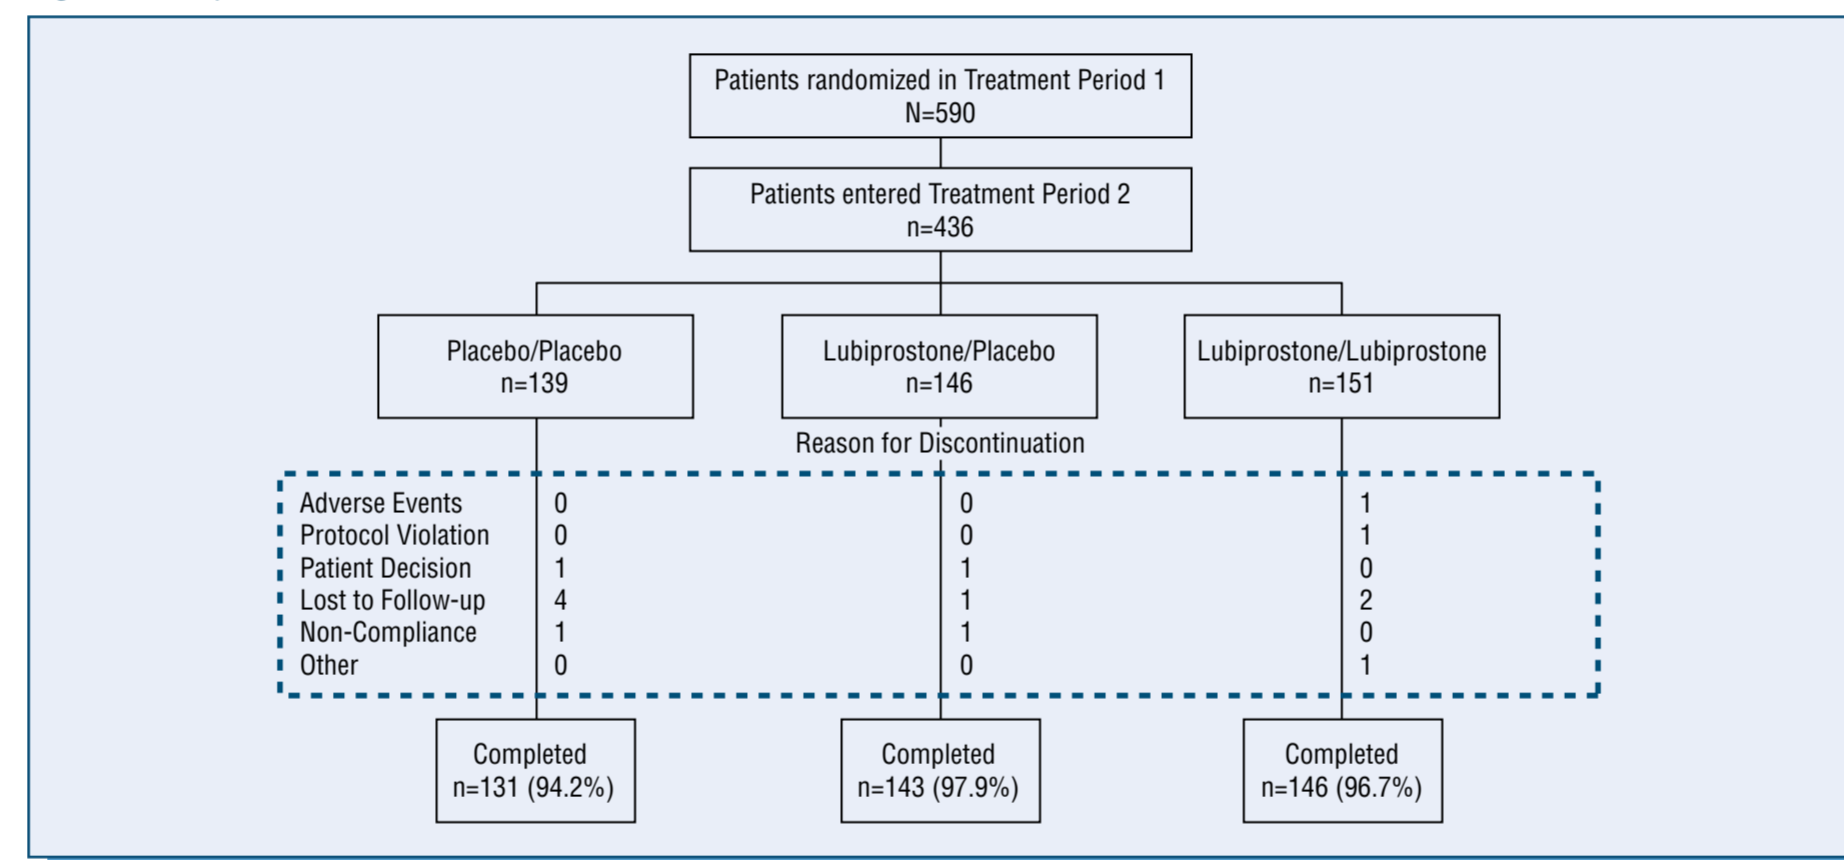 Patients randomized in Treatment Period 1
N=590
Patients entered Treatment Period 2
n=436
Placebo/Placebo
n=139
Lubiprostone/Placebo
n=146
Lubiprostone/Lubiprostone
n=151
Reason for Discontinuation
Adverse Events 0 0 1
Protocol Violation 0 0 1
Patient Decision 1 1 0
Lost to Follow-up 4 1 2
Non-Compliance 1 1 0
Other 0 0 1
Completed
n=131 (94.2%)
Completed
n=143 (97.9%)
Completed
n=146 (96.7%)